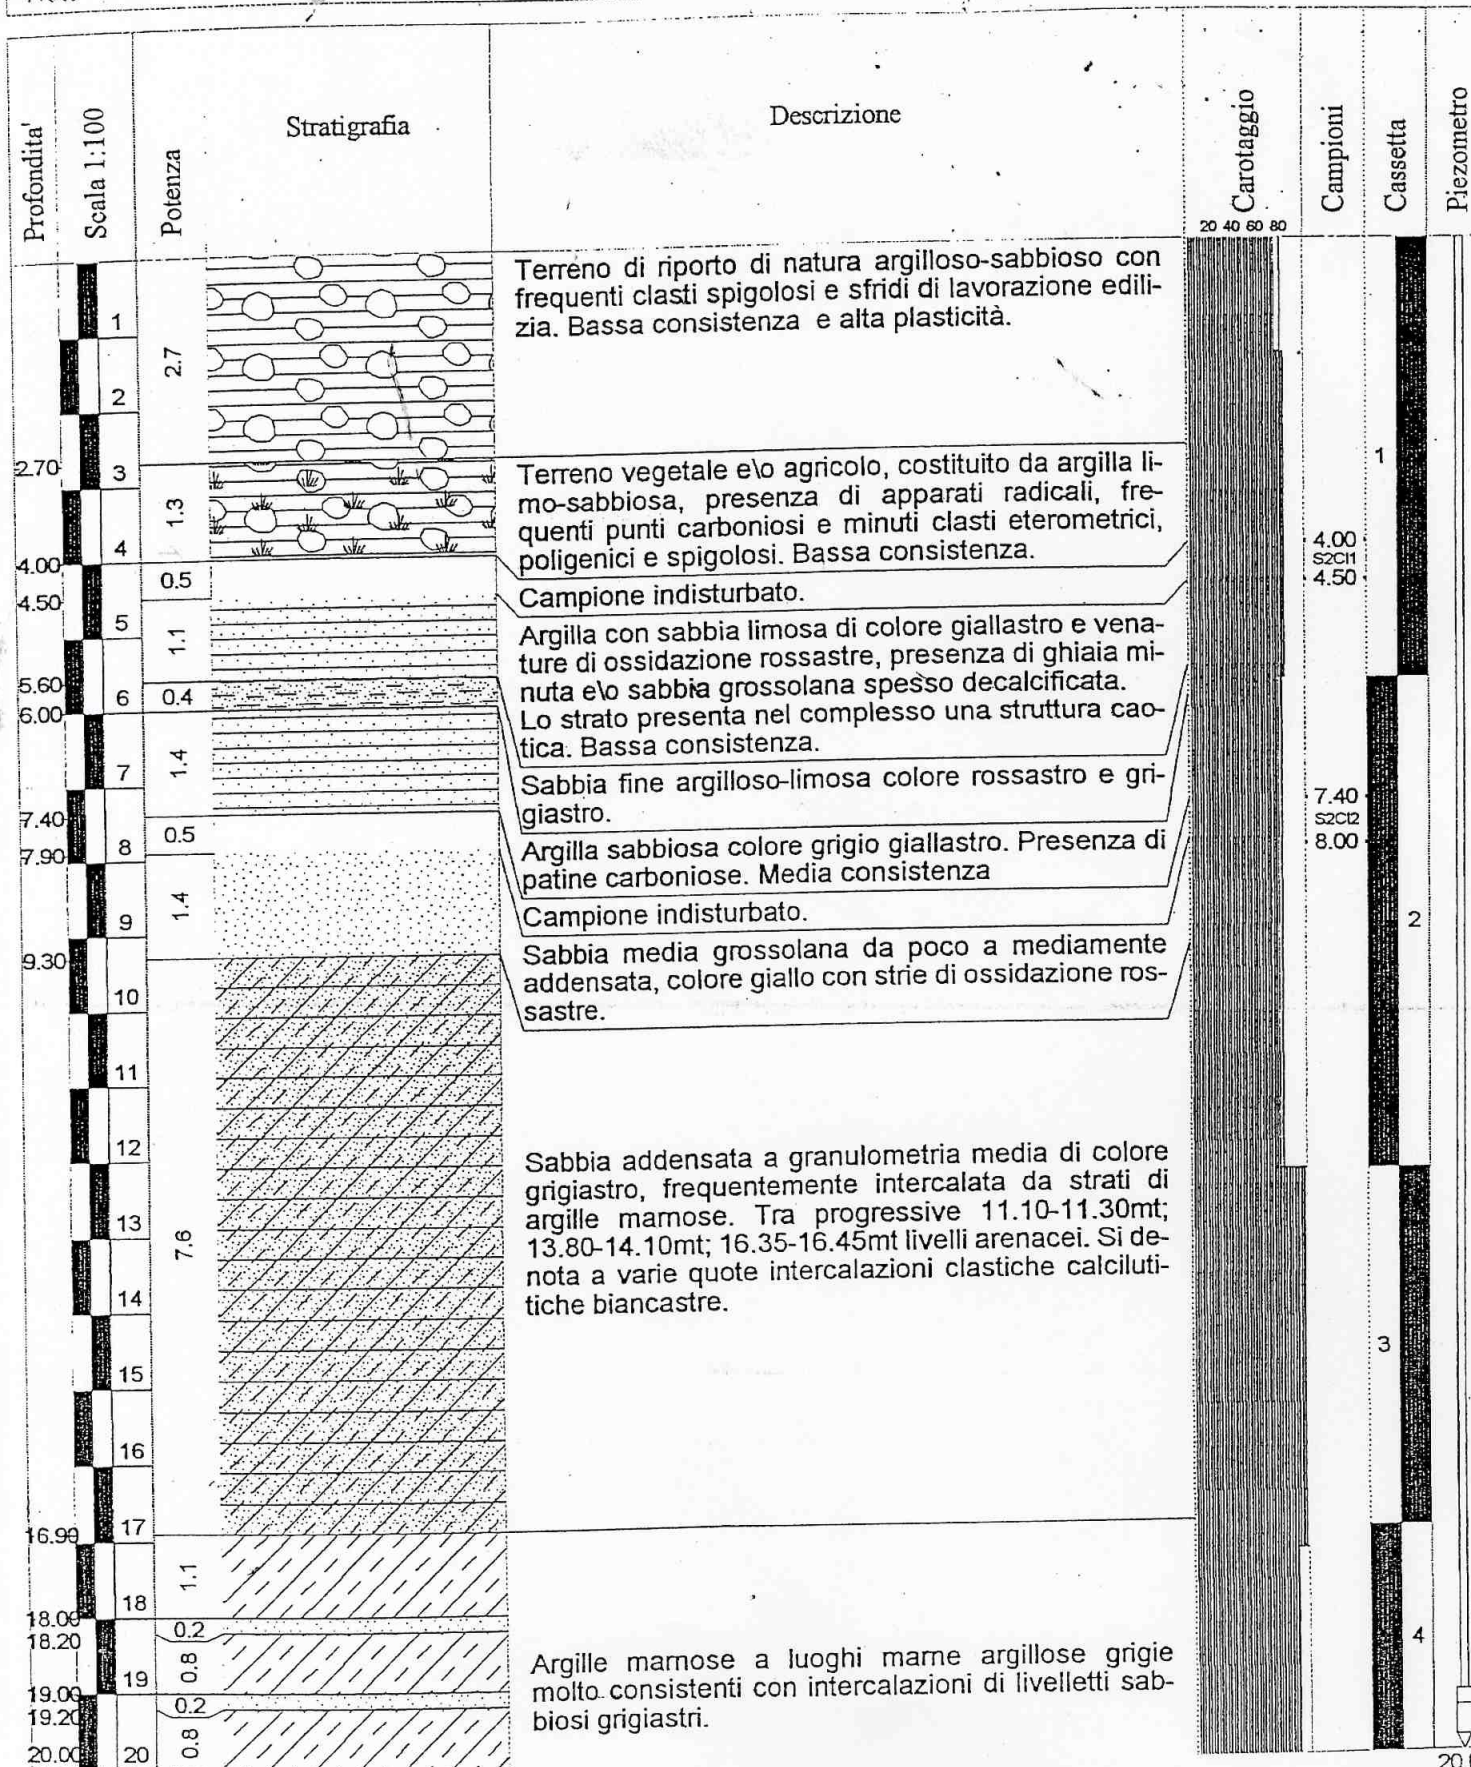 Profondita'
Scala 1:100
Potenza
Stratigrafia
Descrizione
Carotaggio
20 40 60 80
Campioni
Cassetta
Piezometro
1
2
3
4
5
6
7
8
9
10
11
12
13
14
15
16
17
18
19
20
2.70
4.00
4.50
5.60
6.00
7.40
7.90
9.30
16.90
18.00
18.20
19.00
19.20
20.00
2.7
1.3
0.5
1.1
0.4
1.4
0.5
1.4
7.6
1.1
0.2
0.8
0.2
0.8
Terreno di riporto di natura argilloso-sabbioso con
frequenti clasti spigolosi e sfridi di lavorazione edili-
zia. Bassa consistenza e alta plasticità.
Terreno vegetale e\o agricolo, costituito da argilla li-
mo-sabbiosa, presenza di apparati radicali, fre-
quenti punti carboniosi e minuti clasti eterometrici,
poligenici e spigolosi. Bassa consistenza.
Campione indisturbato.
Argilla con sabbia limosa di colore giallastro e vena-
ture di ossidazione rossastre, presenza di ghiaia mi-
nuta e\o sabbia grossolana spesso decalcificata.
Lo strato presenta nel complesso una struttura cao-
tica. Bassa consistenza.
Sabbia fine argilloso-limosa colore rossastro e gri-
giastro.
Argilla sabbiosa colore grigio giallastro. Presenza di
patine carboniose. Media consistenza
Campione indisturbato.
Sabbia media grossolana da poco a mediamente
addensata, colore giallo con strie di ossidazione ros-
sastre.
Sabbia addensata a granulometria media di colore
grigiastro, frequentemente intercalata da strati di
argille marnose. Tra progressive 11.10-11.30mt;
13.80-14.10mt; 16.35-16.45mt livelli arenacei. Si de-
nota a varie quote intercalazioni clastiche calciluti-
tiche biancastre.
Argille marnose a luoghi marne argillose grigie
molto consistenti con intercalazioni di livelletti sab-
biosi grigiastri.
4.00
S2CI1
4.50
7.40
S2CI2
8.00
1
2
3
4